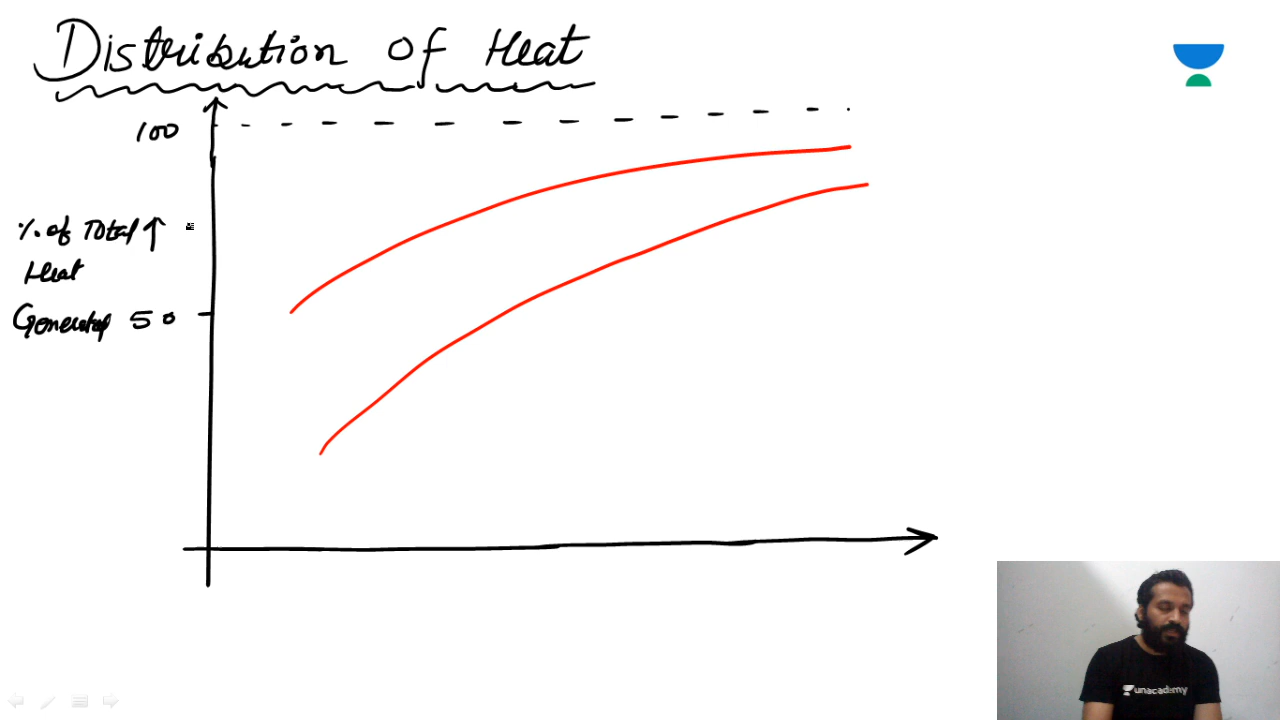 Distribution of Heat
100
% of Total ↑
Heat
Generated 50
unacademy